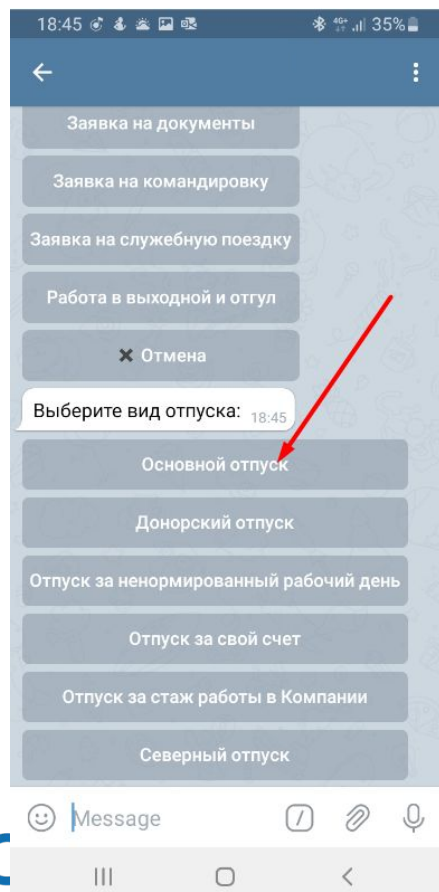 18:45 4G+ 35%
Заявка на документы
Заявка на командировку
Заявка на служебную поездку
Работа в выходной и отгул
✖ Отмена
Выберите вид отпуска: 18:45
Основной отпуск
Донорский отпуск
Отпуск за ненормированный рабочий день
Отпуск за свой счет
Отпуск за стаж работы в Компании
Северный отпуск
Message